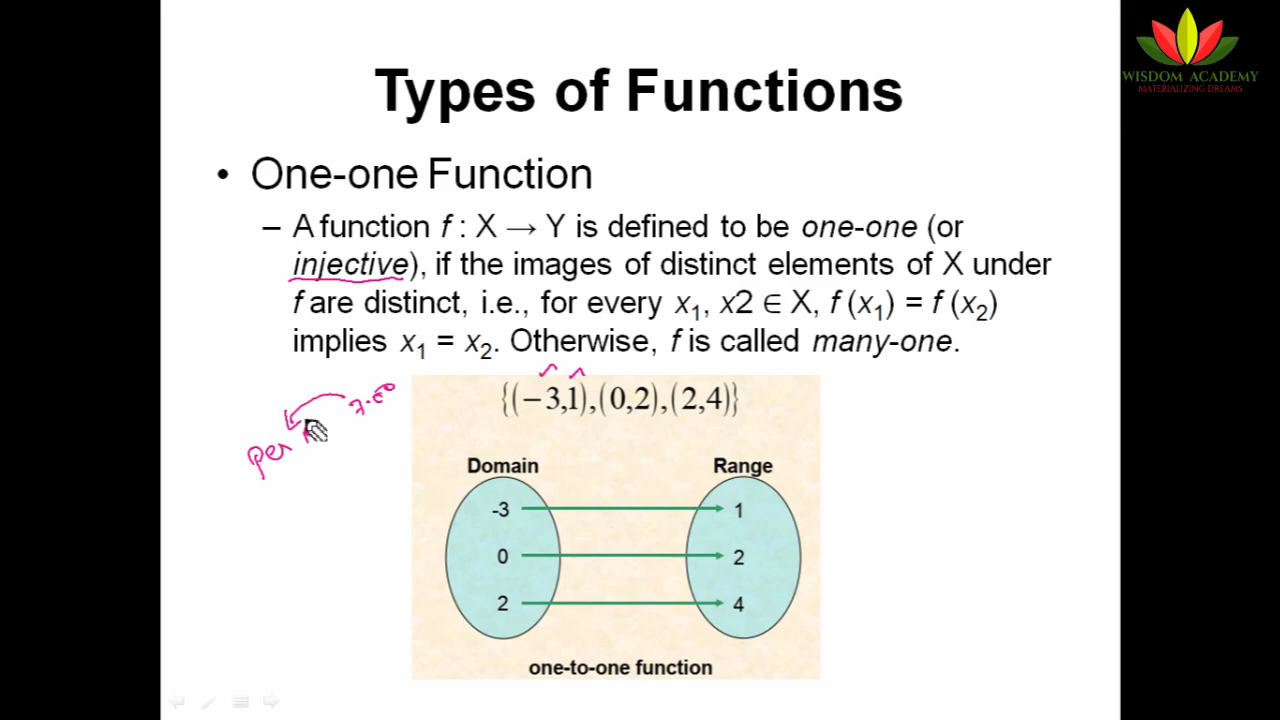 WISDOM ACADEMY
MATERIALIZING DREAMS
Types of Functions
• One-one Function
– A function f : X → Y is defined to be one-one (or
injective), if the images of distinct elements of X under
f are distinct, i.e., for every x₁, x2 ∈ X, f (x₁) = f (x₂)
implies x₁ = x₂. Otherwise, f is called many-one.
{(−3,1),(0,2),(2,4)}
Domain Range
-3 1
0 2
2 4
one-to-one function
per